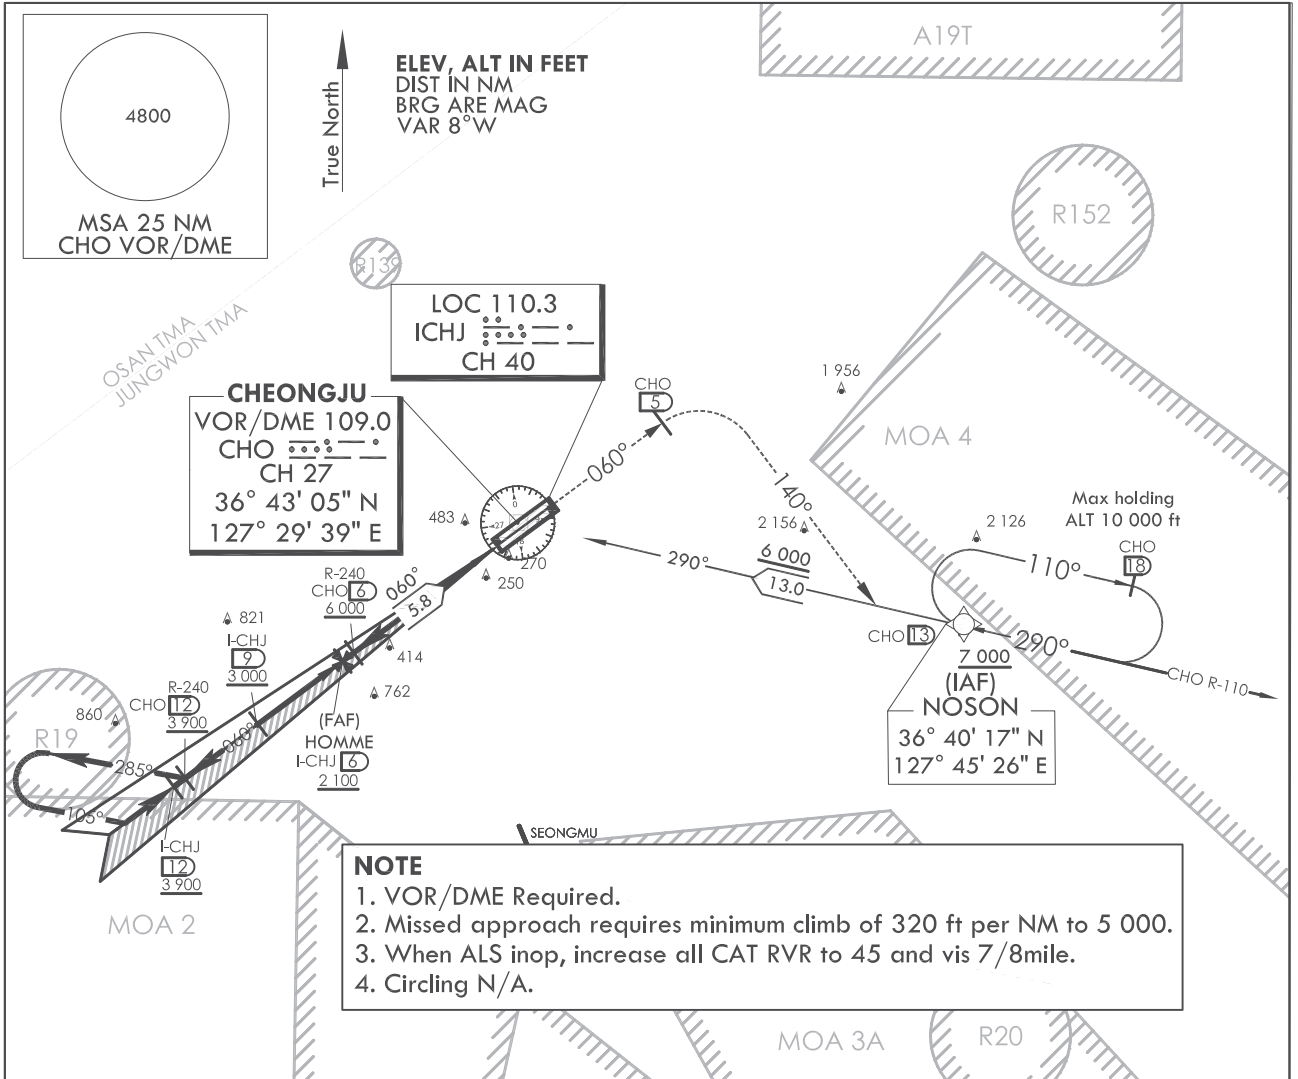 4800
MSA 25 NM
CHO VOR/DME
True North
ELEV, ALT IN FEET
DIST IN NM
BRG ARE MAG
VAR 8°W
A19T
R152
R139
OSAN TMA
JUNGWON TMA
LOC 110.3
ICHJ
CH 40
CHEONGJU
VOR/DME 109.0
CHO
CH 27
36° 43' 05" N
127° 29' 39" E
CHO
5
060°
140°
1 956
MOA 4
Max holding
ALT 10 000 ft
CHO
18
2 126
2 156
110°
290°
6 000
13.0
290°
CHO 13
7 000
(IAF)
NOSON
36° 40' 17" N
127° 45' 26" E
CHO R-110
483
0
27
18
270
250
R-240
CHO 6
6 000
060°
5.8
821
I-CHJ
9
3 000
414
762
R-240
CHO 12
3 900
860
R19
285°
060°
105°
(FAF)
HOMME
I-CHJ 6
2 100
I-CHJ
12
3 900
MOA 2
SEONGMU
NOTE
1. VOR/DME Required.
2. Missed approach requires minimum climb of 320 ft per NM to 5 000.
3. When ALS inop, increase all CAT RVR to 45 and vis 7/8mile.
4. Circling N/A.
MOA 3A
R20